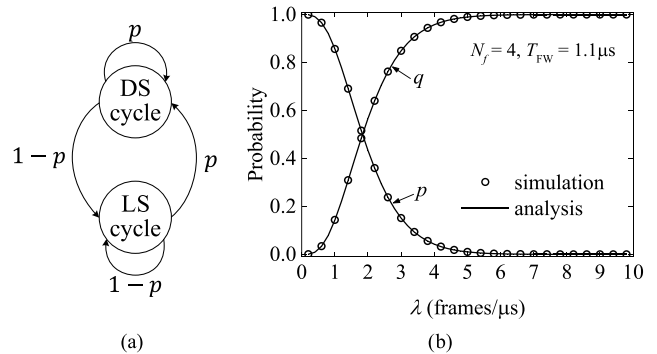 (a)
p
DS
cycle
1 − p
p
LS
cycle
1 − p
(a)
(b)
1.0
0.8
0.6
0.4
0.2
0.0
Probability
N_f = 4, T_FW = 1.1μs
q
p
simulation
analysis
0 1 2 3 4 5 6 7 8 9 10
λ (frames/μs)
(b)